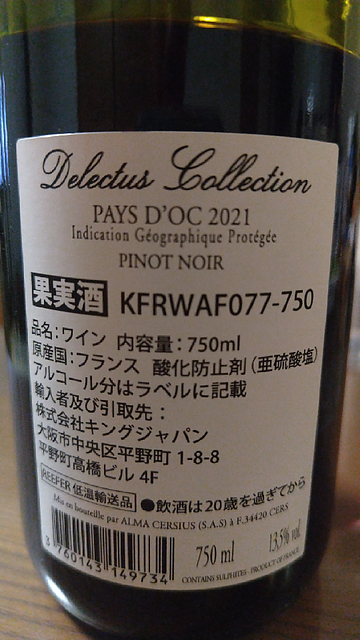 Delectus Collection
PAYS D'OC 2021
Indication Géographique Protégée
PINOT NOIR
果実酒 KFRWAF077-750
品名：ワイン 内容量：750ml
原産国：フランス 酸化防止剤（亜硫酸塩）
アルコール分はラベルに記載
輸入者及び引取先：
株式会社キングジャパン
大阪市中央区平野町 1-8-8
平野町高橋ビル 4F
REEFER 低温輸送品 ●飲酒は20歳を過ぎてから
Mis en bouteille par ALMA CERSIUS (S.A.S) à F.34420 CERS
3 760143 149734
750 ml
13,5% vol.
CONTAINS SULPHITES - PRODUCT OF FRANCE